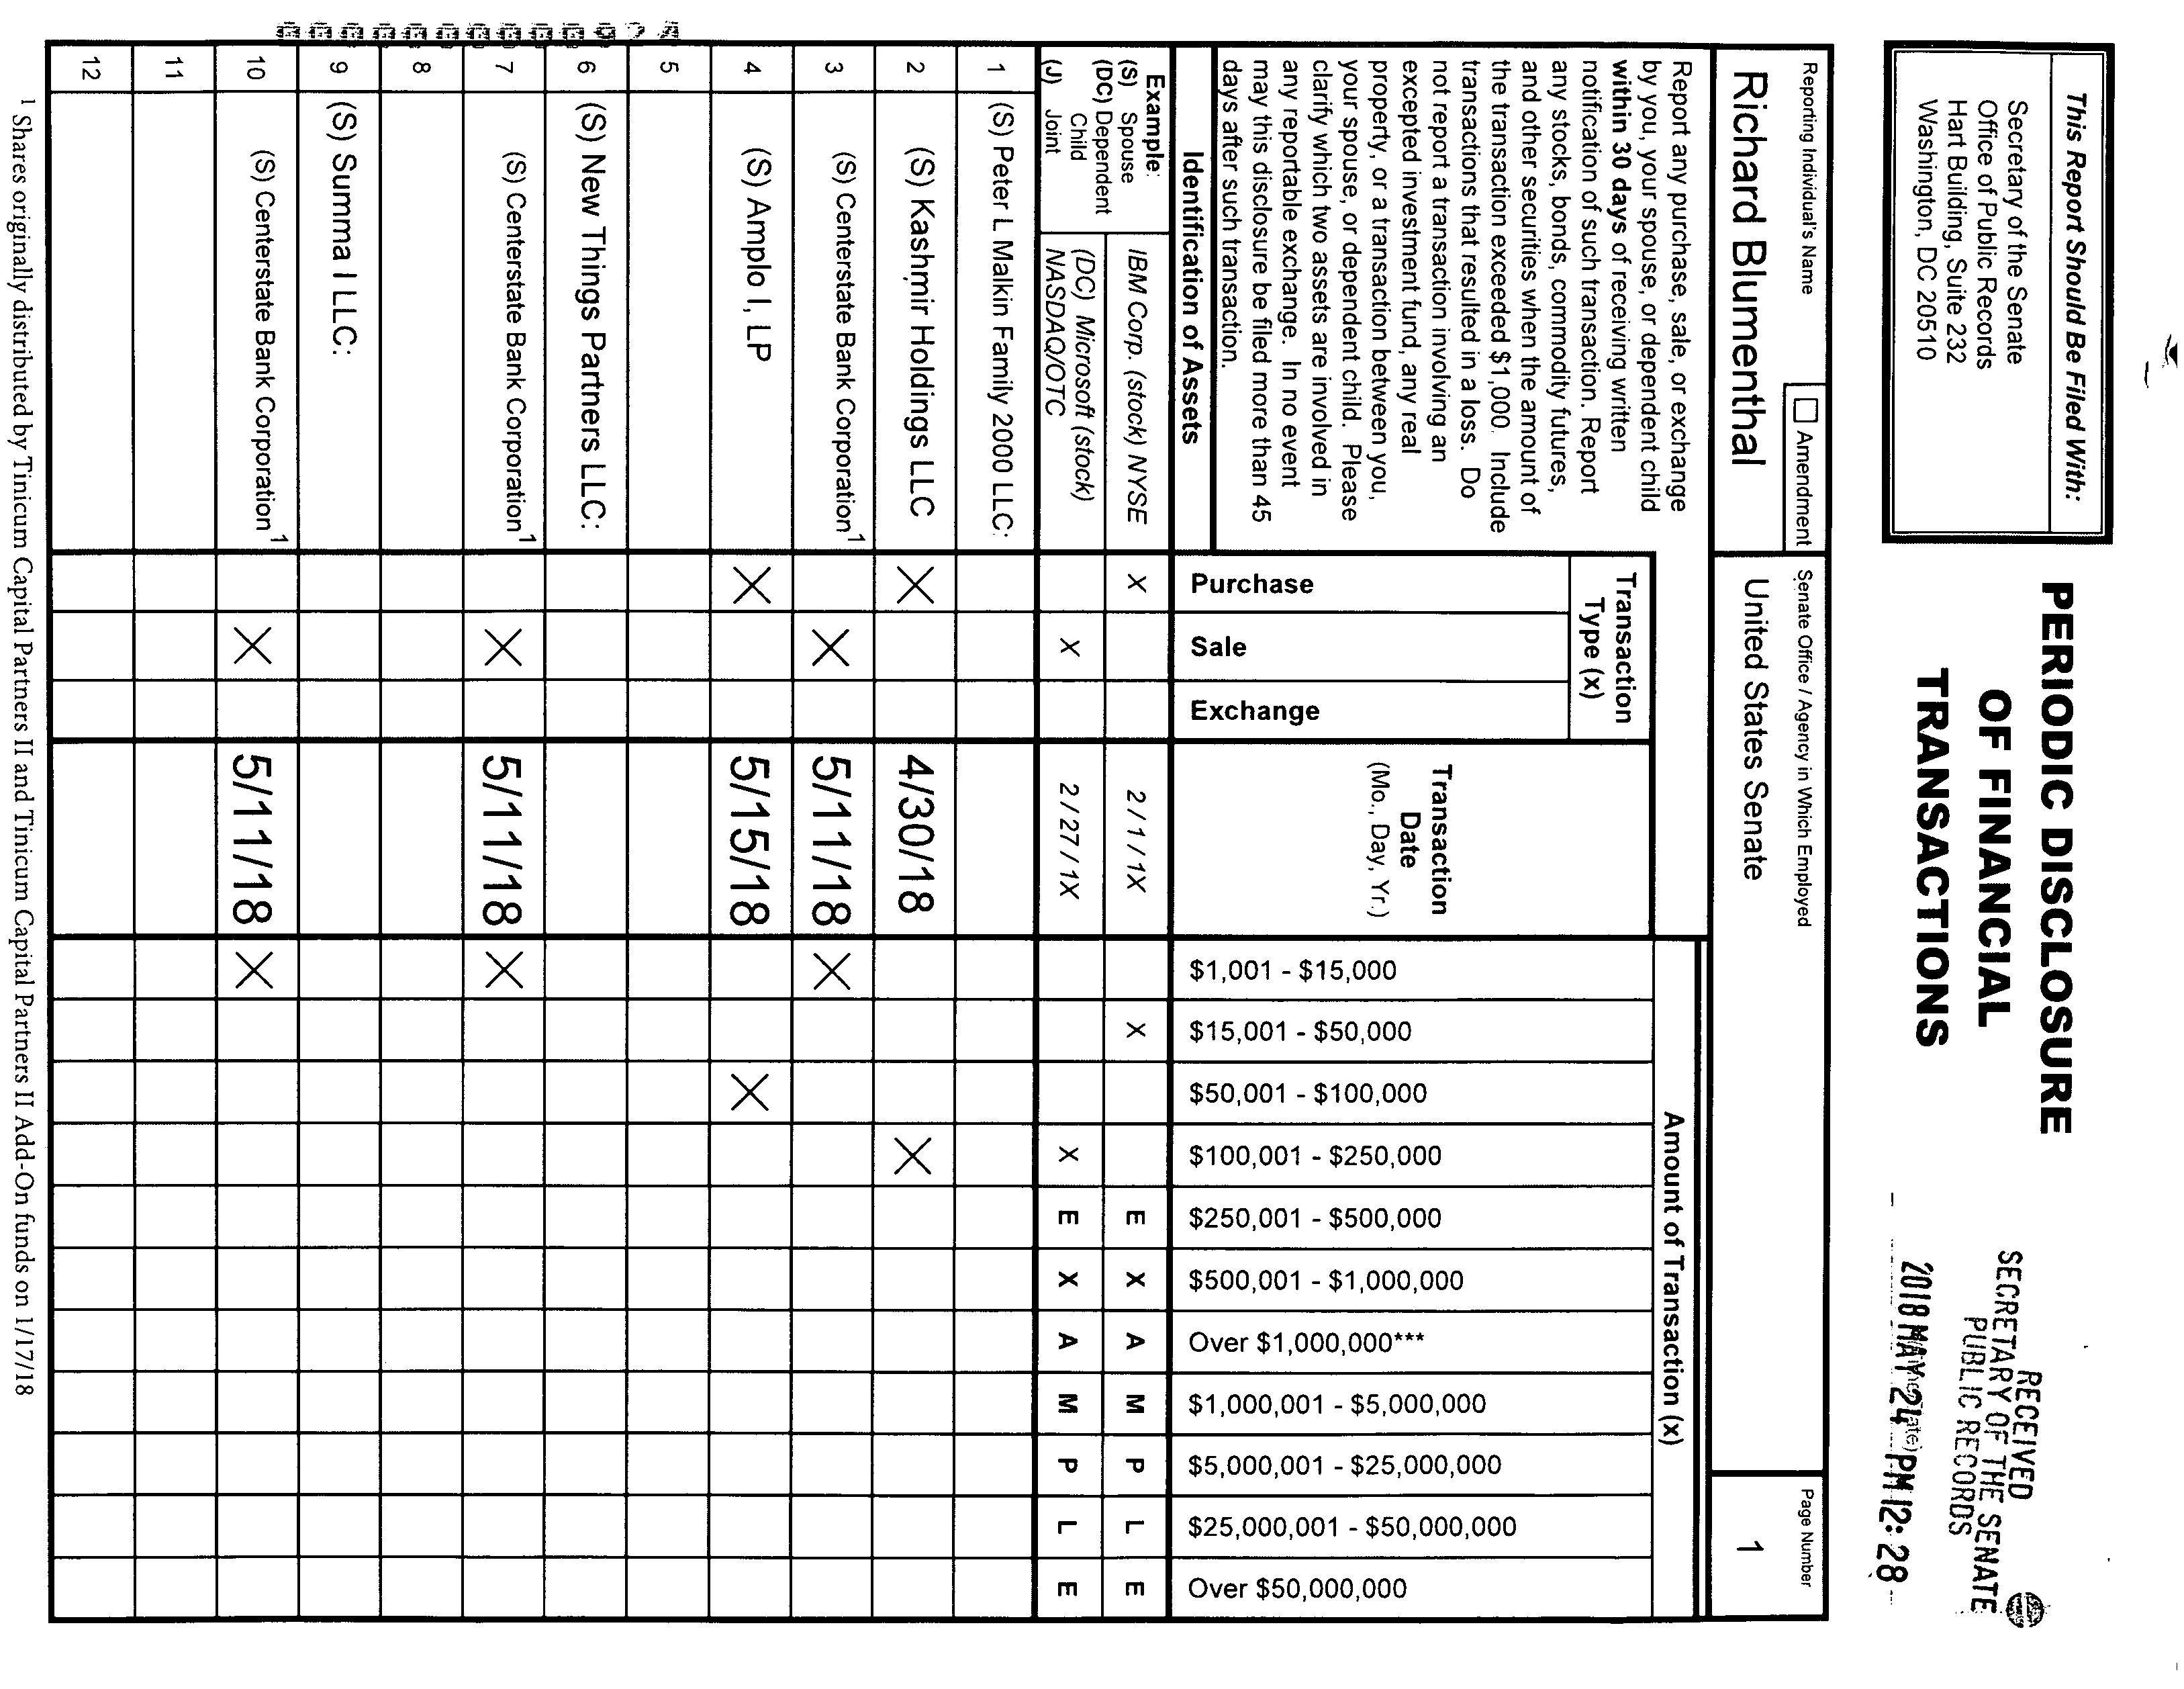 This Report Should Be Filed With:
Secretary of the Senate
Office of Public Records
Hart Building, Suite 232
Washington, DC 20510
PERIODIC DISCLOSURE
OF FINANCIAL
TRANSACTIONS
RECEIVED
SECRETARY OF THE SENATE
PUBLIC RECORDS
2018 MAY 24 PM 12:28
Reporting Individual's Name
Amendment
Richard Blumenthal
Senate Office / Agency in Which Employed
United States Senate
Page Number
1
Report any purchase, sale, or exchange
by you, your spouse, or dependent child
within 30 days of receiving written
notification of such transaction. Report
any stocks, bonds, commodity futures,
and other securities when the amount of
the transaction exceeded $1,000. Include
transactions that resulted in a loss. Do
not report a transaction involving an
excepted investment fund, any real
property, or a transaction between you,
your spouse, or dependent child. Please
clarify which two assets are involved in
any reportable exchange. In no event
may this disclosure be filed more than 45
days after such transaction.
Identification of Assets
Transaction
Type (x)
Purchase
Sale
Exchange
Transaction
Date
(Mo., Day, Yr.)
Amount of Transaction (x)
$1,001 - $15,000
$15,001 - $50,000
$50,001 - $100,000
$100,001 - $250,000
$250,001 - $500,000
$500,001 - $1,000,000
Over $1,000,000***
$1,000,001 - $5,000,000
$5,000,001 - $25,000,000
$25,000,001 - $50,000,000
Over $50,000,000
Example:
(S) Spouse
(DC) Dependent
Child
(J) Joint
IBM Corp. (stock) NYSE X 2 / 1 / 1X X E X A M P L E
(DC) Microsoft (stock)
NASDAQ/OTC X 2 / 27 / 1X X E X A M P L E
1 (S) Peter L Malkin Family 2000 LLC:
2 (S) Kashmir Holdings LLC X 4/30/18 X
3 (S) Centerstate Bank Corporation1 X 5/11/18 X
4 (S) Amplo I, LP X 5/15/18 X
5
6 (S) New Things Partners LLC:
7 (S) Centerstate Bank Corporation1 X 5/11/18 X
8
9 (S) Summa I LLC:
10 (S) Centerstate Bank Corporation1 X 5/11/18 X
11
12
1 Shares originally distributed by Tinicum Capital Partners II and Tinicum Capital Partners II Add-On funds on 1/17/18